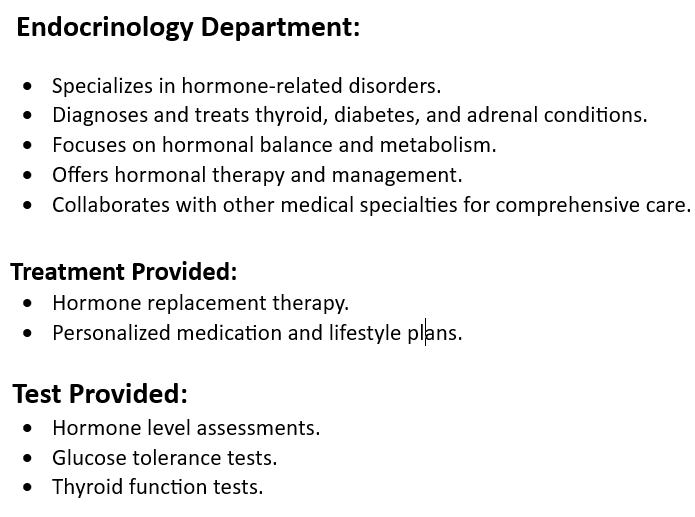 Endocrinology Department:
• Specializes in hormone-related disorders.
• Diagnoses and treats thyroid, diabetes, and adrenal conditions.
• Focuses on hormonal balance and metabolism.
• Offers hormonal therapy and management.
• Collaborates with other medical specialties for comprehensive care.
Treatment Provided:
• Hormone replacement therapy.
• Personalized medication and lifestyle plans.
Test Provided:
• Hormone level assessments.
• Glucose tolerance tests.
• Thyroid function tests.